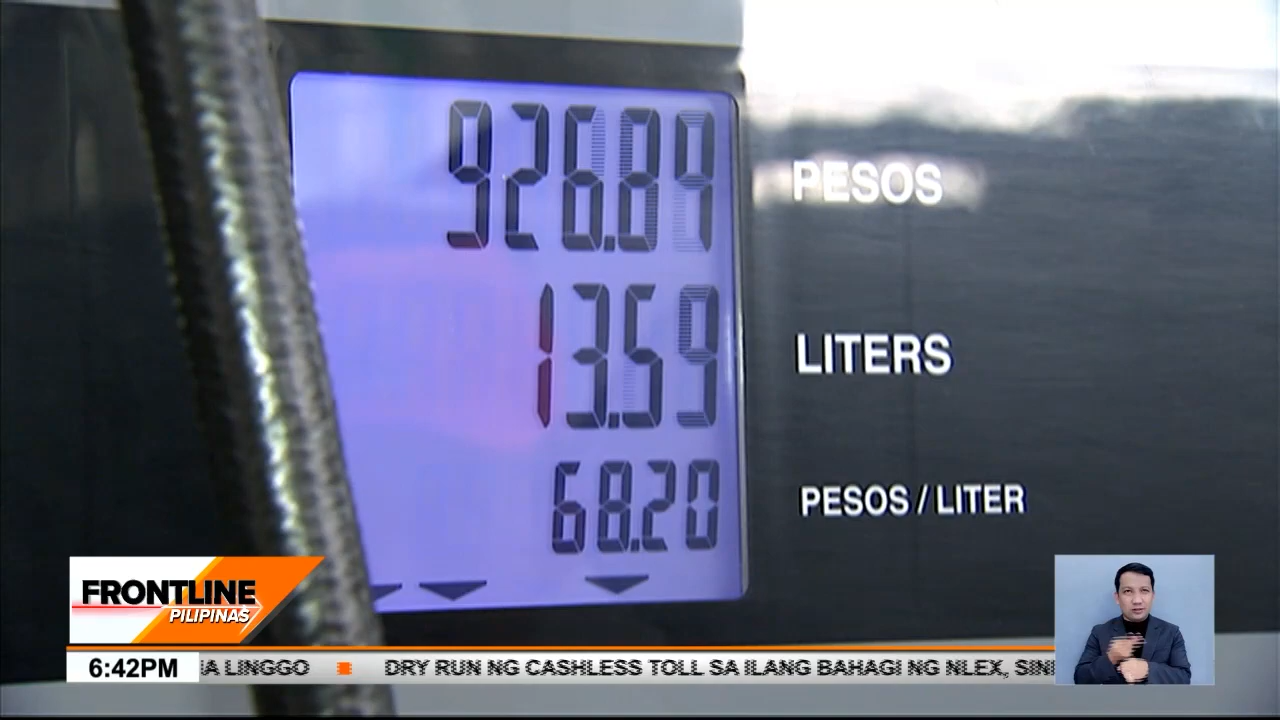 926.84 PESOS
13.59 LITERS
68.20 PESOS / LITER
FRONTLINE
PILIPINAS
6:42PM LINGGO DRY RUN NG CASHLESS TOLL SA ILANG BAHAGI NG NLEX,